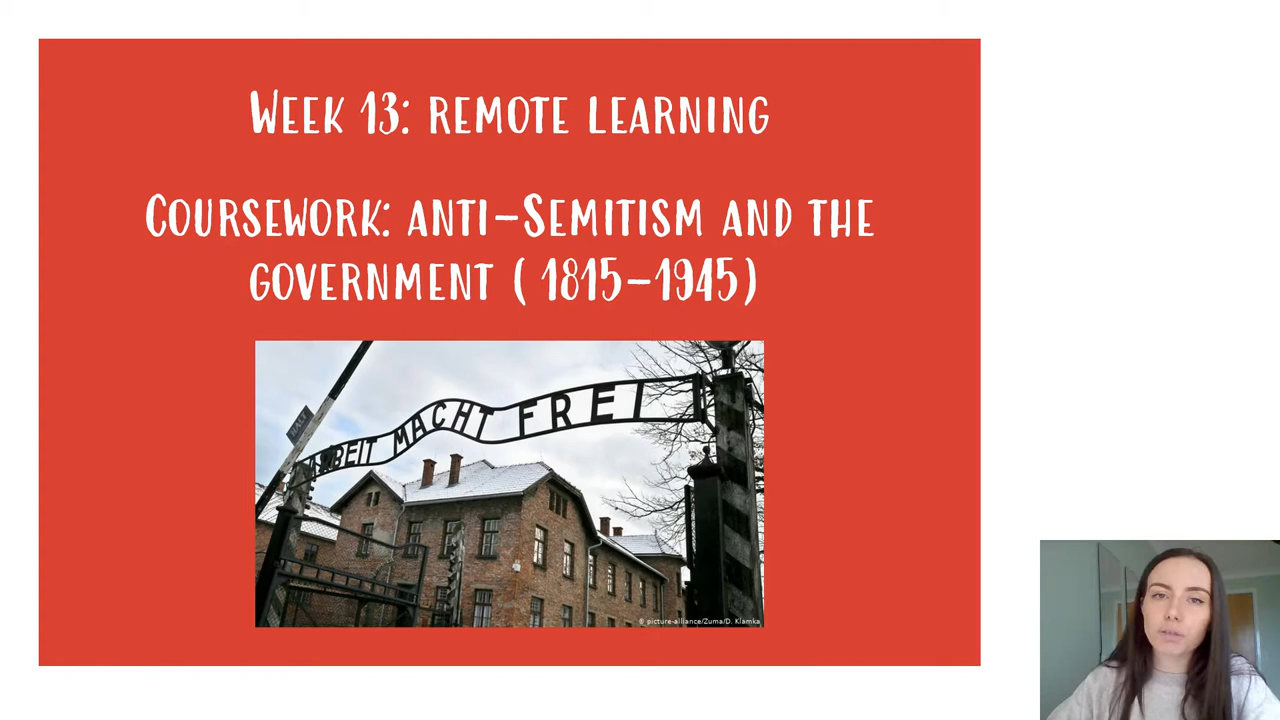 WEEK 13: REMOTE LEARNING
COURSEWORK: ANTI-SEMITISM AND THE
GOVERNMENT ( 1815-1945)
ARBEIT MACHT FREI
© picture-alliance/Zuma/D. Klamka